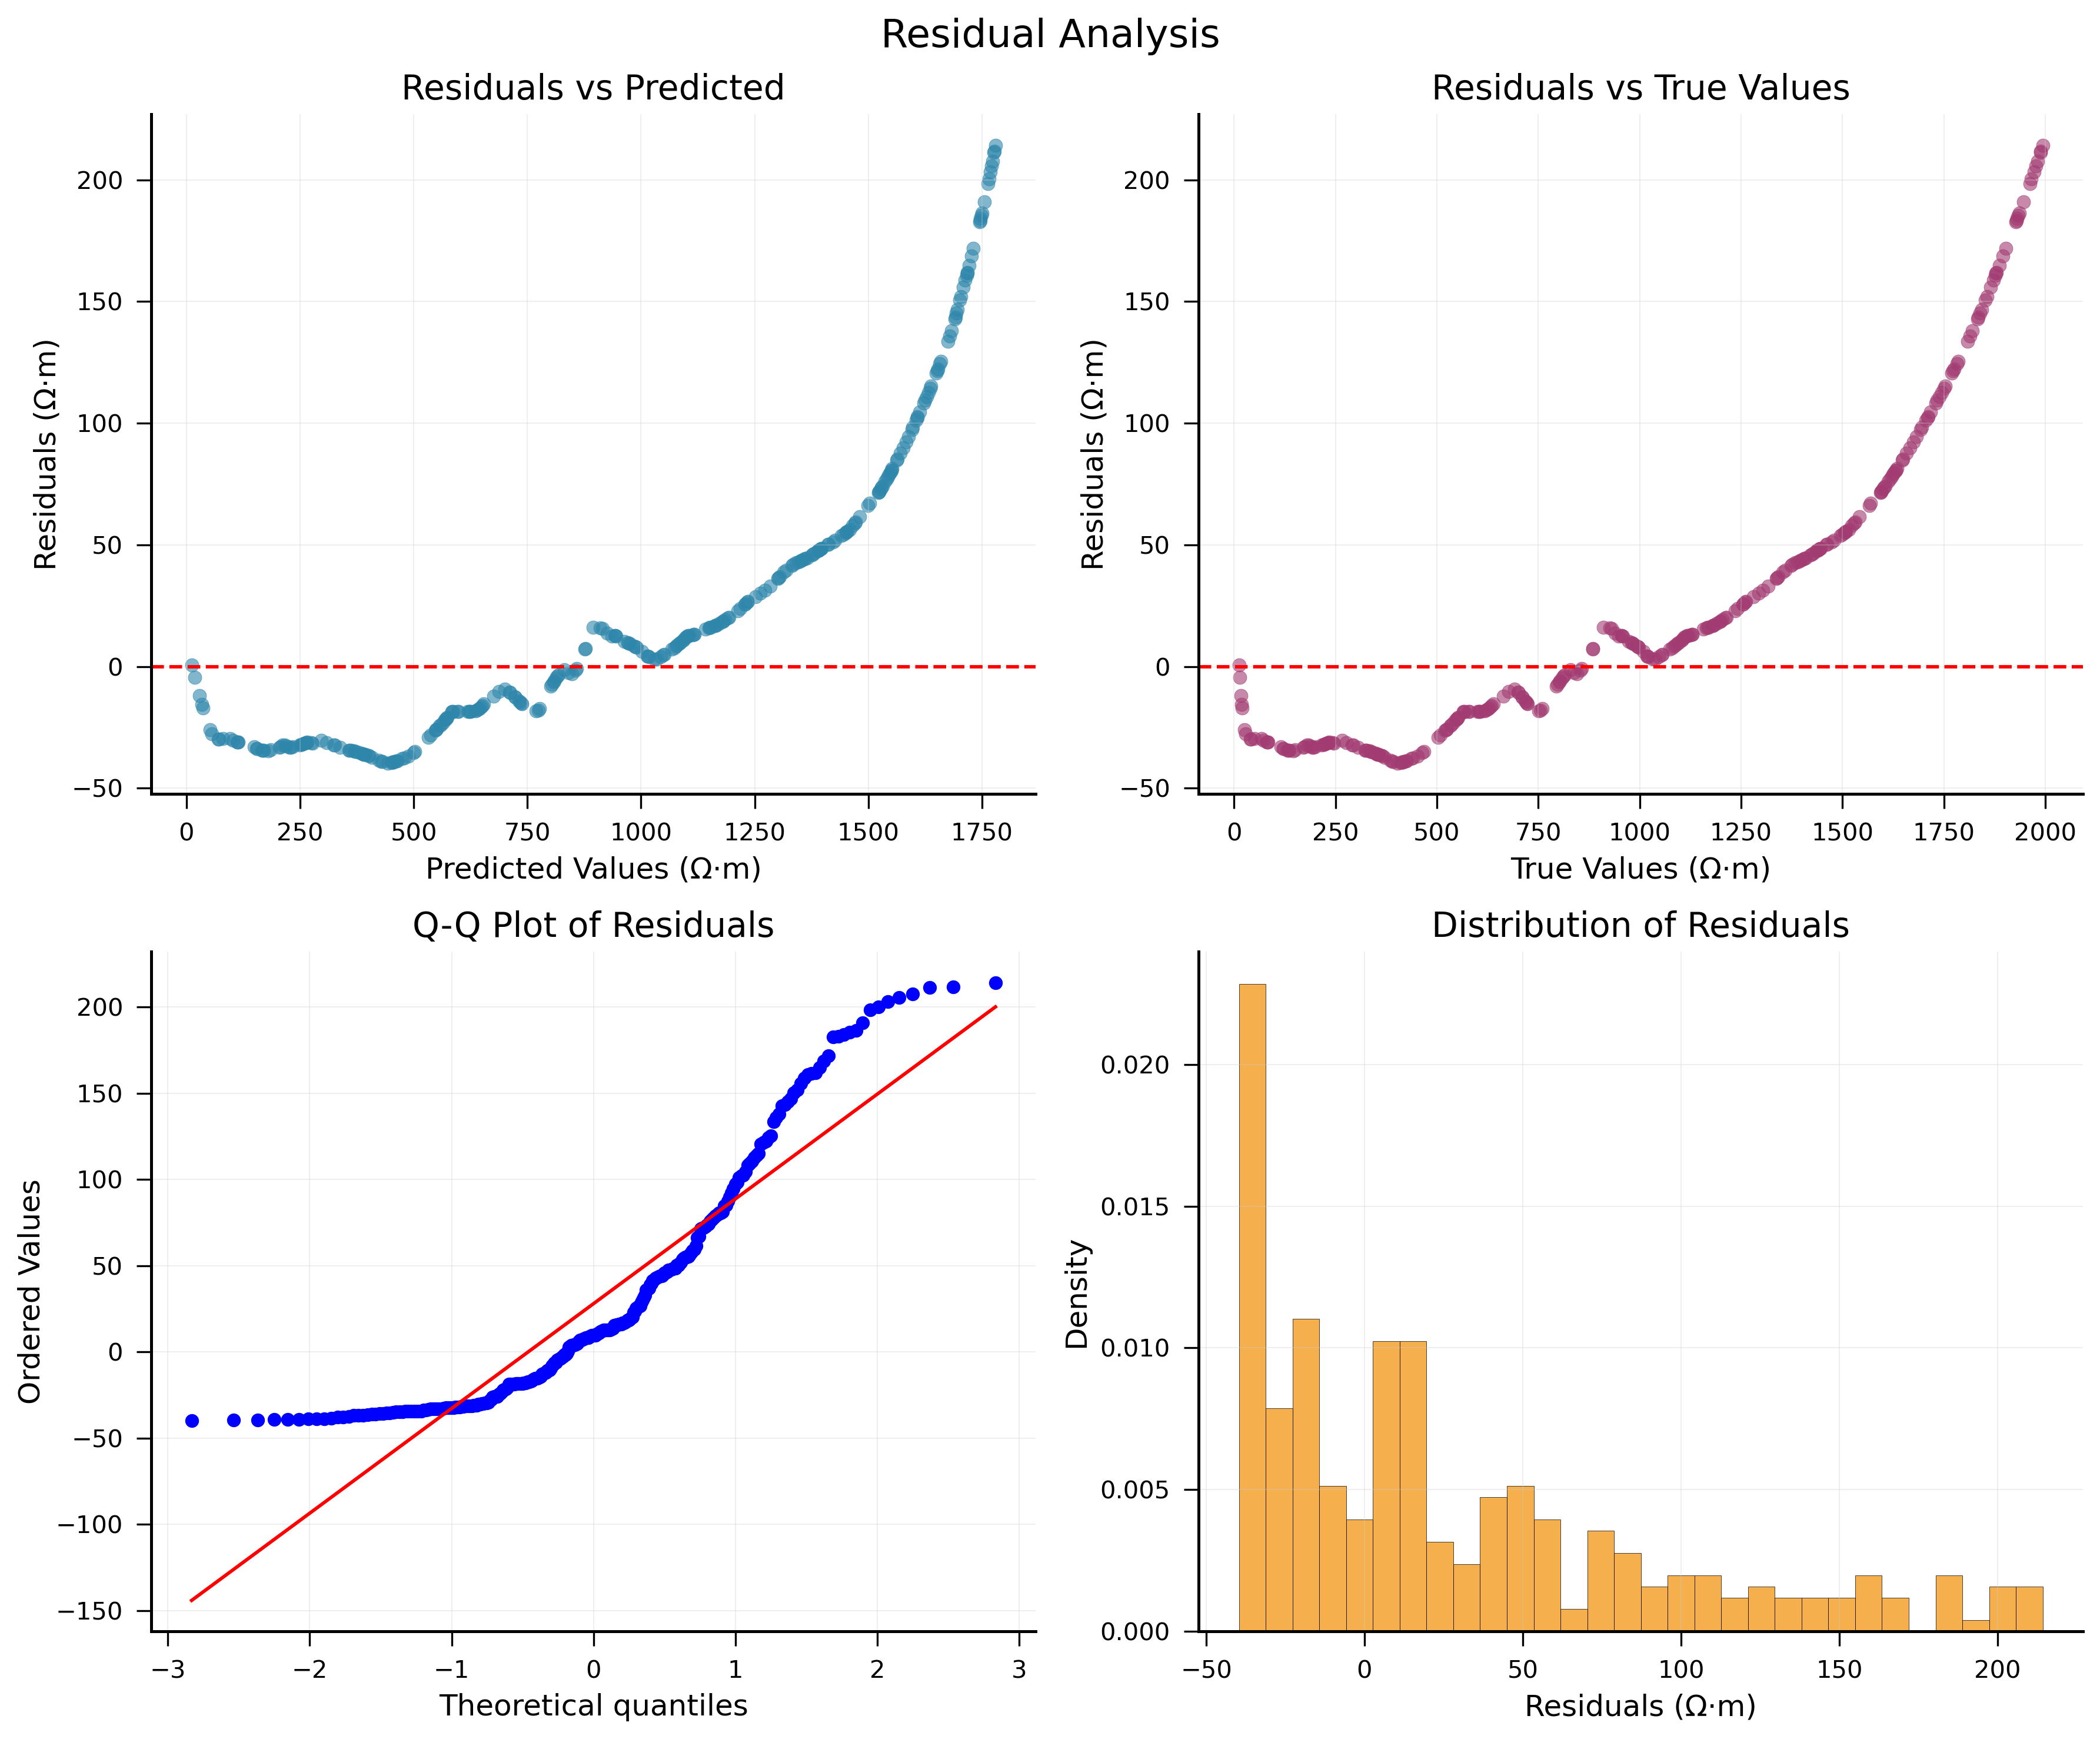 Residual Analysis
Residuals vs Predicted
Residuals (Ω·m)
200
150
100
50
0
−50
0 250 500 750 1000 1250 1500 1750
Predicted Values (Ω·m)
Residuals vs True Values
Residuals (Ω·m)
200
150
100
50
0
−50
0 250 500 750 1000 1250 1500 1750 2000
True Values (Ω·m)
Q-Q Plot of Residuals
Ordered Values
200
150
100
50
0
−50
−100
−150
−3 −2 −1 0 1 2 3
Theoretical quantiles
Distribution of Residuals
Density
0.020
0.015
0.010
0.005
0.000
−50 0 50 100 150 200
Residuals (Ω·m)